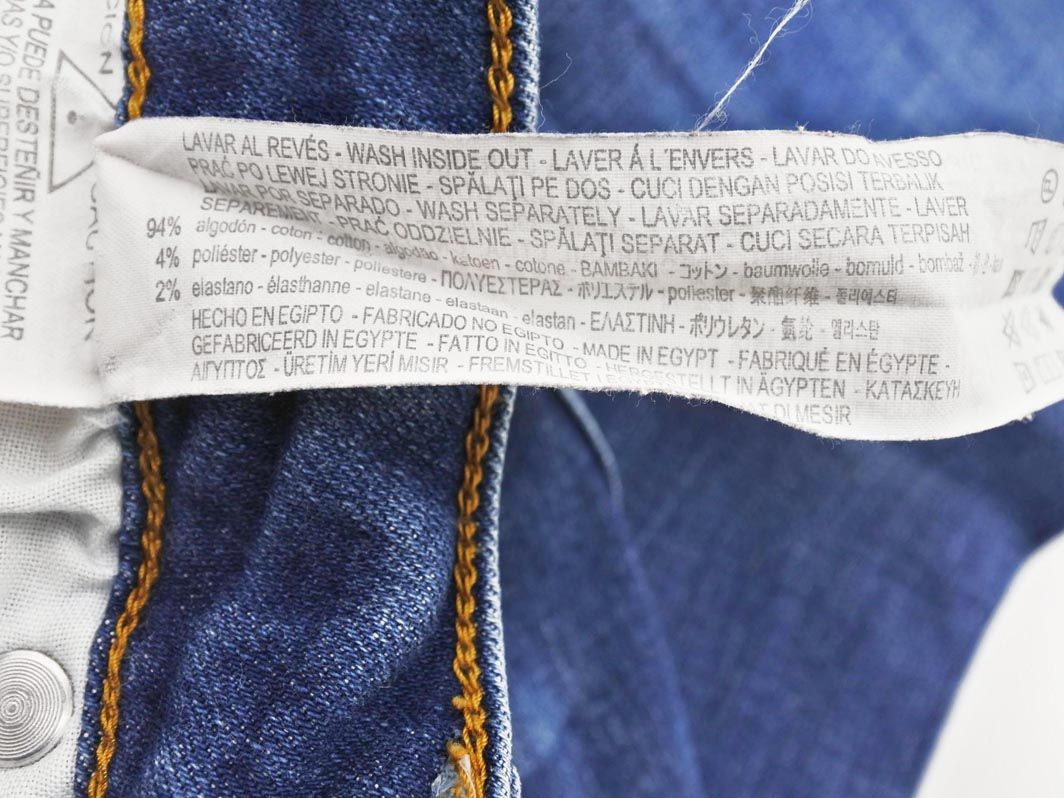 LAVAR AL REVÉS - WASH INSIDE OUT - LAVER Á L'ENVERS - LAVAR DO AVESSO
PRAĆ PO LEWEJ STRONIE - SPĂLAŢI PE DOS - CUCI DENGAN POSISI TERBALIK
LAVAR POR SEPARADO - WASH SEPARATELY - LAVAR SEPARADAMENTE - LAVER
SEPAREMENT - PRAĆ ODDZIELNIE - SPĂLAŢI SEPARAT - CUCI SECARA TERPISAH
94% algodón - coton - cotton - algodão - katoen - cotone - BAMBAKI - コットン - baumwolle - bomuld - bombaž
4% poliéster - polyester - poliestere - ΠΟΛΥΕΣΤΕΡΑΣ - ポリエステル - poliester - 聚酯纤维 - 폴리에스터
2% elastano - élasthanne - elastane - elastaan - elastan - ΕΛΑΣΤΙΝΗ - ポリウレタン - 氨纶 - 엘라스탄
HECHO EN EGIPTO - FABRICADO NO EGIPTO - MADE IN EGYPT - FABRIQUÉ EN ÉGYPTE -
GEFABRICEERD IN EGYPTE - FATTO IN EGITTO - HERGESTELLT IN ÄGYPTEN - ΚΑΤΑΣΚΕΥΗ
ΑΙΓΥΠΤΟΣ - ÜRETİM YERİ MISIR - FREMSTILLET
DI MESIR
A PUEDE DESTEÑIR Y MANCHAR